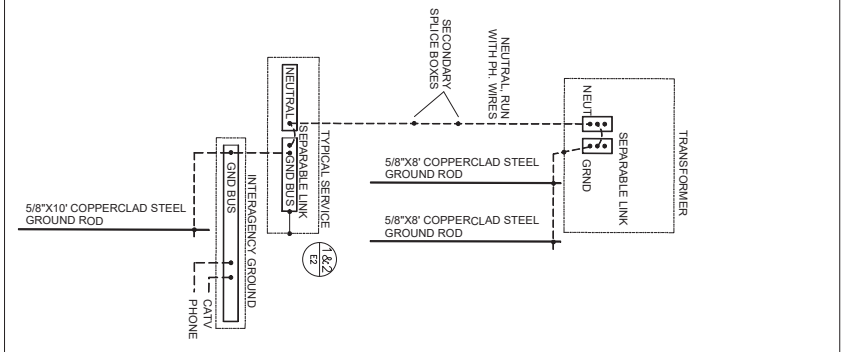 SECONDARY
SPLICE BOXES
NEUTRAL, RUN
WITH PH. WIRES
TRANSFORMER
SEPARABLE LINK
NEUT
GRND
TYPICAL SERVICE
SEPARABLE LINK
NEUTRAL
GND BUS
INTERAGENCY GROUND
GND BUS
5/8"X8' COPPERCLAD STEEL
GROUND ROD
5/8"X8' COPPERCLAD STEEL
GROUND ROD
5/8"X10' COPPERCLAD STEEL
GROUND ROD
1&2
E2
CATV
PHONE